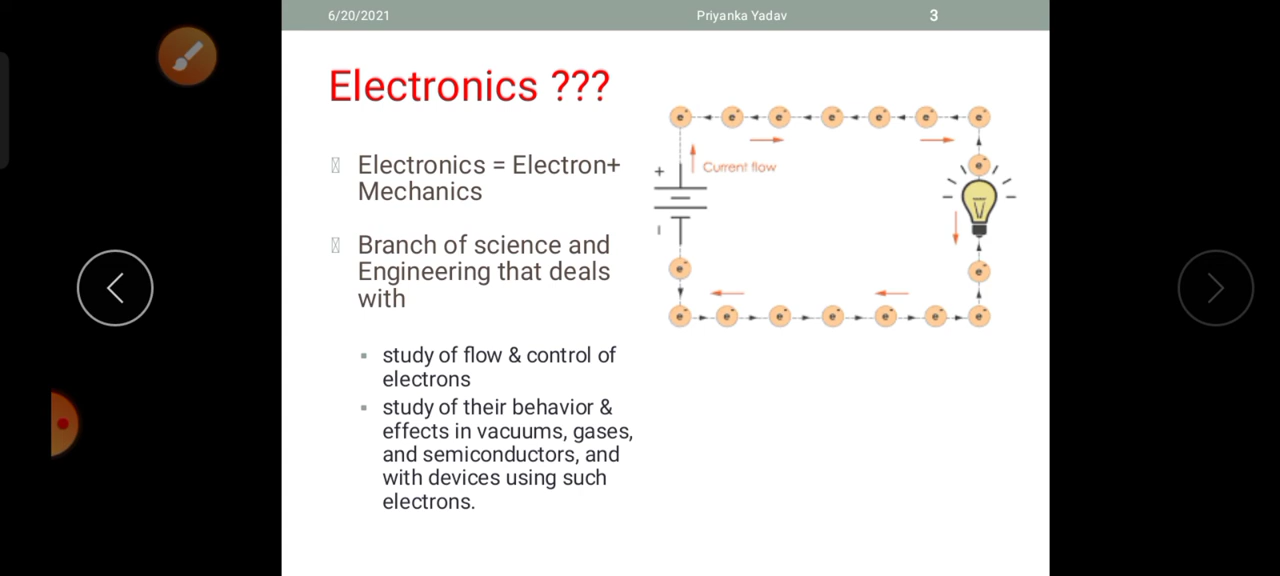 6/20/2021 Priyanka Yadav 3
Electronics ???
Electronics = Electron+
Mechanics
Branch of science and
Engineering that deals
with
study of flow & control of
electrons
study of their behavior &
effects in vacuums, gases,
and semiconductors, and
with devices using such
electrons.
e- e- e- e- e- e- e-
e-
+ Current flow
-
e- e-
e- e- e- e- e- e- e-